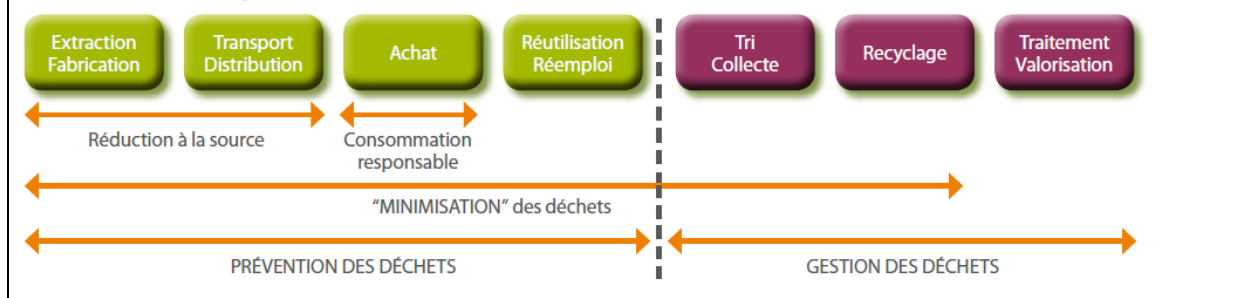 Extraction
Fabrication
Transport
Distribution
Achat
Réutilisation
Réemploi
Tri
Collecte
Recyclage
Traitement
Valorisation
Réduction à la source
Consommation
responsable
“MINIMISATION” des déchets
PRÉVENTION DES DÉCHETS
GESTION DES DÉCHETS